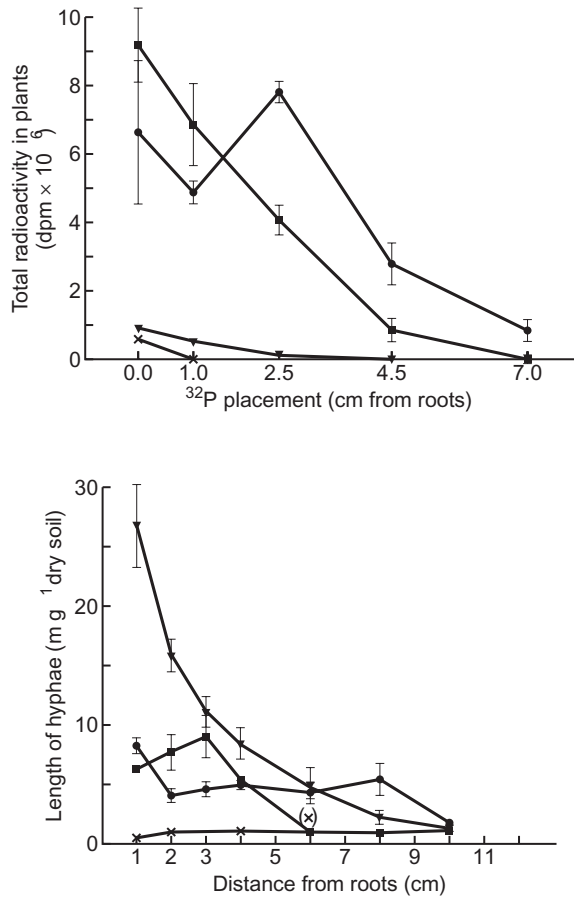 Total radioactivity in plants
(dpm × 10 6)
10
8
6
4
2
0
0.0 1.0 2.5 4.5 7.0
³²P placement (cm from roots)
Length of hyphae (m g 1 dry soil)
30
20
10
0
(×)
1 2 3 5 7 9 11
Distance from roots (cm)